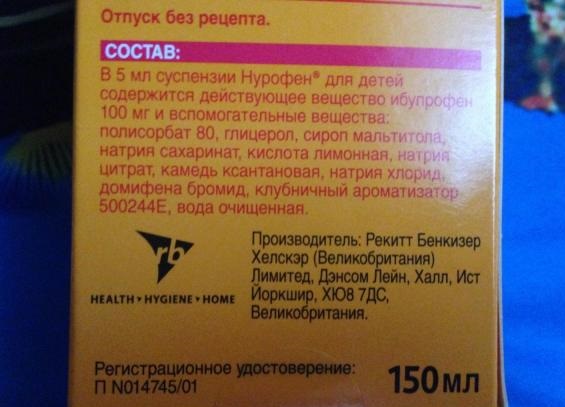 Отпуск без рецепта.
СОСТАВ:
В 5 мл суспензии Нурофен® для детей
содержится действующее вещество ибупрофен
100 мг и вспомогательные вещества:
полисорбат 80, глицерол, сироп мальтитола,
натрия сахаринат, кислота лимонная, натрия
цитрат, камедь ксантановая, натрия хлорид,
домифена бромид, клубничный ароматизатор
500244Е, вода очищенная.
rb
HEALTH • HYGIENE • HOME
Производитель: Рекитт Бенкизер
Хелскэр (Великобритания)
Лимитед, Дэнсом Лейн, Халл, Ист
Йоркшир, ХЮ8 7ДС,
Великобритания.
Регистрационное удостоверение:
П N014745/01
150мл